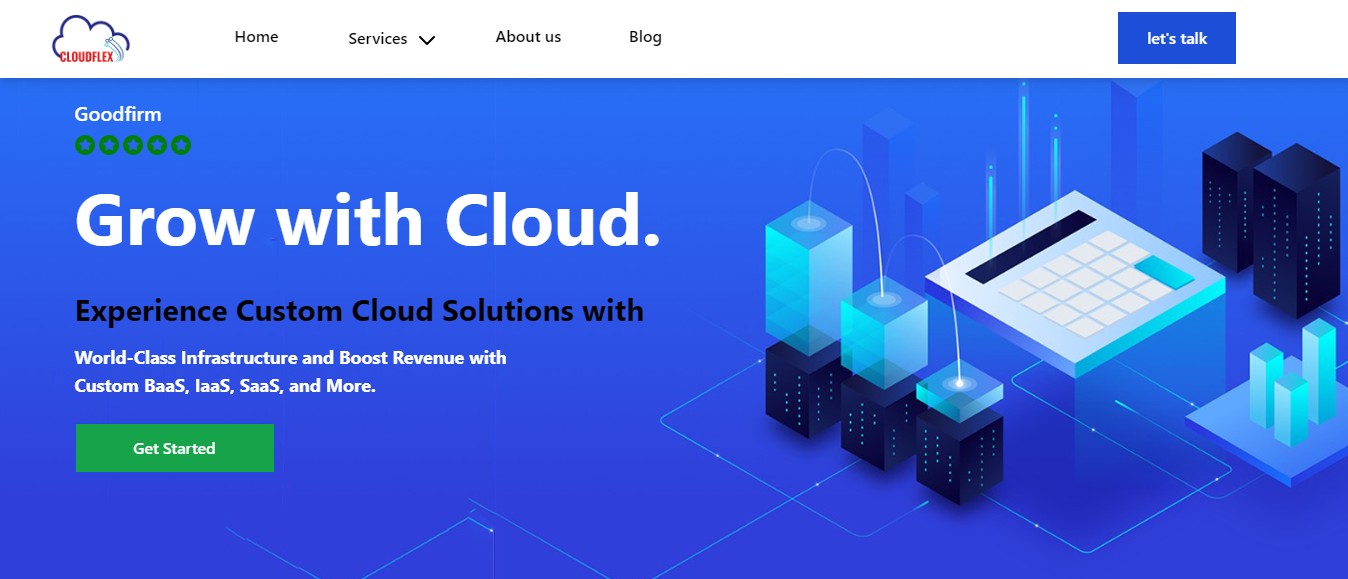 CLOUDFLEX
Home
Services
About us
Blog
let's talk
Goodfirm
Grow with Cloud.
Experience Custom Cloud Solutions with
World-Class Infrastructure and Boost Revenue with
Custom BaaS, IaaS, SaaS, and More.
Get Started